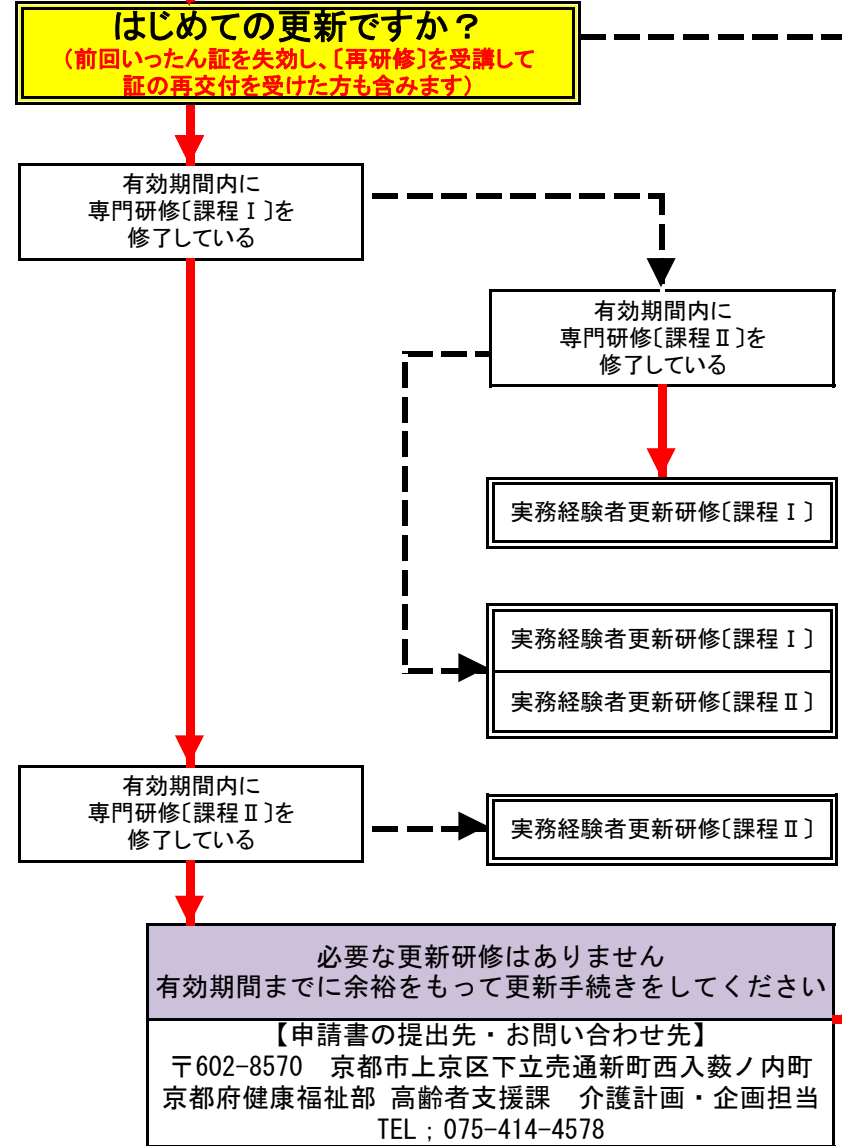 はじめての更新ですか？
（前回いったん証を失効し、〔再研修〕を受講して
証の再交付を受けた方も含みます）
有効期間内に
専門研修〔課程Ⅰ〕を
修了している
有効期間内に
専門研修〔課程Ⅱ〕を
修了している
実務経験者更新研修〔課程Ⅰ〕
実務経験者更新研修〔課程Ⅰ〕
実務経験者更新研修〔課程Ⅱ〕
有効期間内に
専門研修〔課程Ⅱ〕を
修了している
実務経験者更新研修〔課程Ⅱ〕
必要な更新研修はありません
有効期間までに余裕をもって更新手続きをしてください
【申請書の提出先・お問い合わせ先】
〒602-8570　京都市上京区下立売通新町西入薮ノ内町
京都府健康福祉部 高齢者支援課　介護計画・企画担当
TEL；075-414-4578